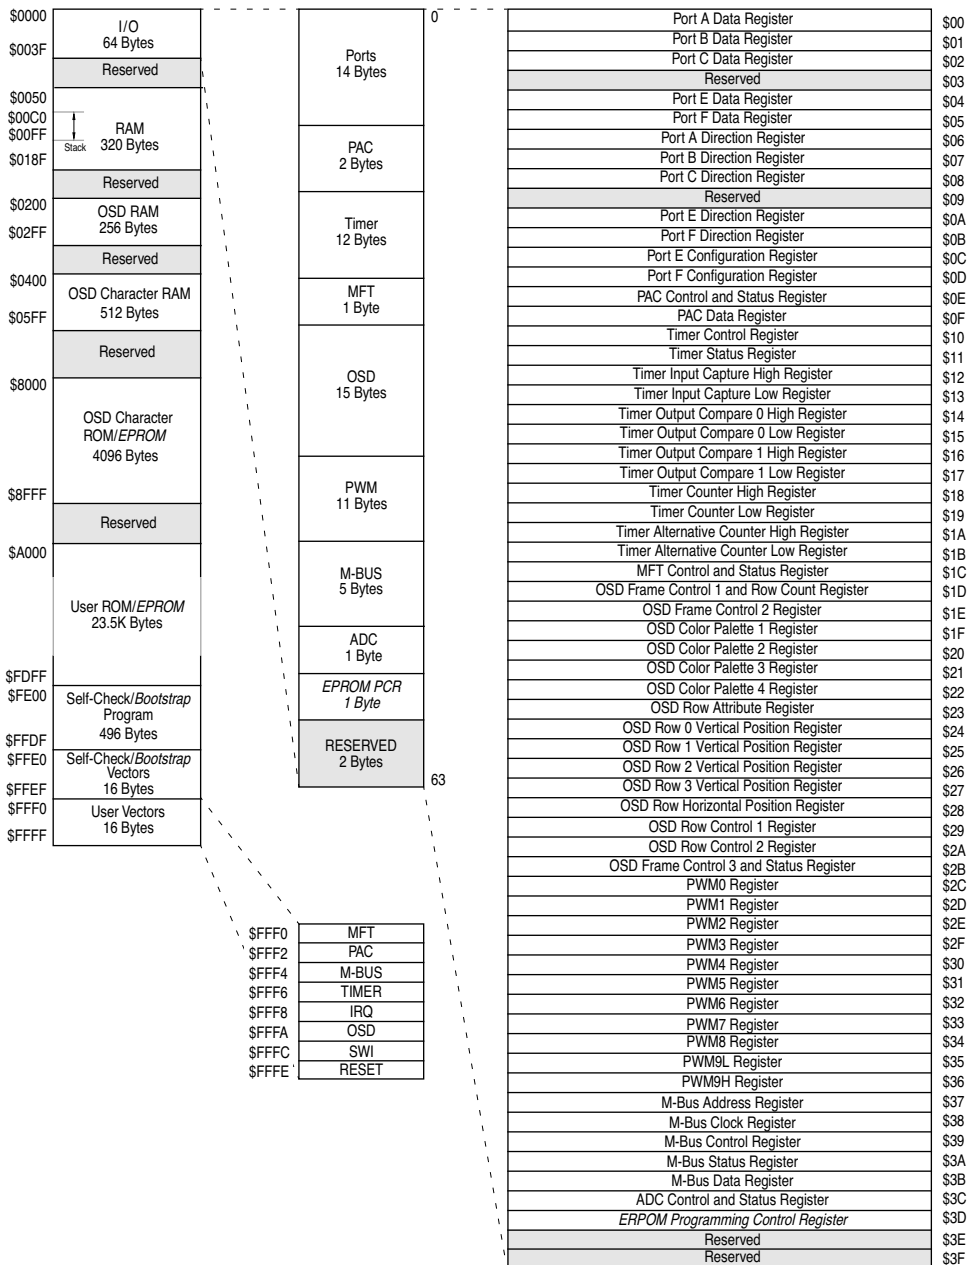 $0000
I/O
64 Bytes
$003F
Reserved
$0050
$00C0
$00FF
Stack
RAM
320 Bytes
$018F
Reserved
$0200
OSD RAM
256 Bytes
$02FF
Reserved
$0400
OSD Character RAM
512 Bytes
$05FF
Reserved
$8000
OSD Character
ROM/EPROM
4096 Bytes
$8FFF
Reserved
$A000
User ROM/EPROM
23.5K Bytes
$FDFF
$FE00
Self-Check/Bootstrap
Program
496 Bytes
$FFDF
$FFE0
Self-Check/Bootstrap
Vectors
16 Bytes
$FFEF
$FFF0
User Vectors
16 Bytes
$FFFF
0
Ports
14 Bytes
PAC
2 Bytes
Timer
12 Bytes
MFT
1 Byte
OSD
15 Bytes
PWM
11 Bytes
M-BUS
5 Bytes
ADC
1 Byte
EPROM PCR
1 Byte
RESERVED
2 Bytes
63
$FFF0 MFT
$FFF2 PAC
$FFF4 M-BUS
$FFF6 TIMER
$FFF8 IRQ
$FFFA OSD
$FFFC SWI
$FFFE RESET
Port A Data Register $00
Port B Data Register $01
Port C Data Register $02
Reserved $03
Port E Data Register $04
Port F Data Register $05
Port A Direction Register $06
Port B Direction Register $07
Port C Direction Register $08
Reserved $09
Port E Direction Register $0A
Port F Direction Register $0B
Port E Configuration Register $0C
Port F Configuration Register $0D
PAC Control and Status Register $0E
PAC Data Register $0F
Timer Control Register $10
Timer Status Register $11
Timer Input Capture High Register $12
Timer Input Capture Low Register $13
Timer Output Compare 0 High Register $14
Timer Output Compare 0 Low Register $15
Timer Output Compare 1 High Register $16
Timer Output Compare 1 Low Register $17
Timer Counter High Register $18
Timer Counter Low Register $19
Timer Alternative Counter High Register $1A
Timer Alternative Counter Low Register $1B
MFT Control and Status Register $1C
OSD Frame Control 1 and Row Count Register $1D
OSD Frame Control 2 Register $1E
OSD Color Palette 1 Register $1F
OSD Color Palette 2 Register $20
OSD Color Palette 3 Register $21
OSD Color Palette 4 Register $22
OSD Row Attribute Register $23
OSD Row 0 Vertical Position Register $24
OSD Row 1 Vertical Position Register $25
OSD Row 2 Vertical Position Register $26
OSD Row 3 Vertical Position Register $27
OSD Row Horizontal Position Register $28
OSD Row Control 1 Register $29
OSD Row Control 2 Register $2A
OSD Frame Control 3 and Status Register $2B
PWM0 Register $2C
PWM1 Register $2D
PWM2 Register $2E
PWM3 Register $2F
PWM4 Register $30
PWM5 Register $31
PWM6 Register $32
PWM7 Register $33
PWM8 Register $34
PWM9L Register $35
PWM9H Register $36
M-Bus Address Register $37
M-Bus Clock Register $38
M-Bus Control Register $39
M-Bus Status Register $3A
M-Bus Data Register $3B
ADC Control and Status Register $3C
ERPOM Programming Control Register $3D
Reserved $3E
Reserved $3F